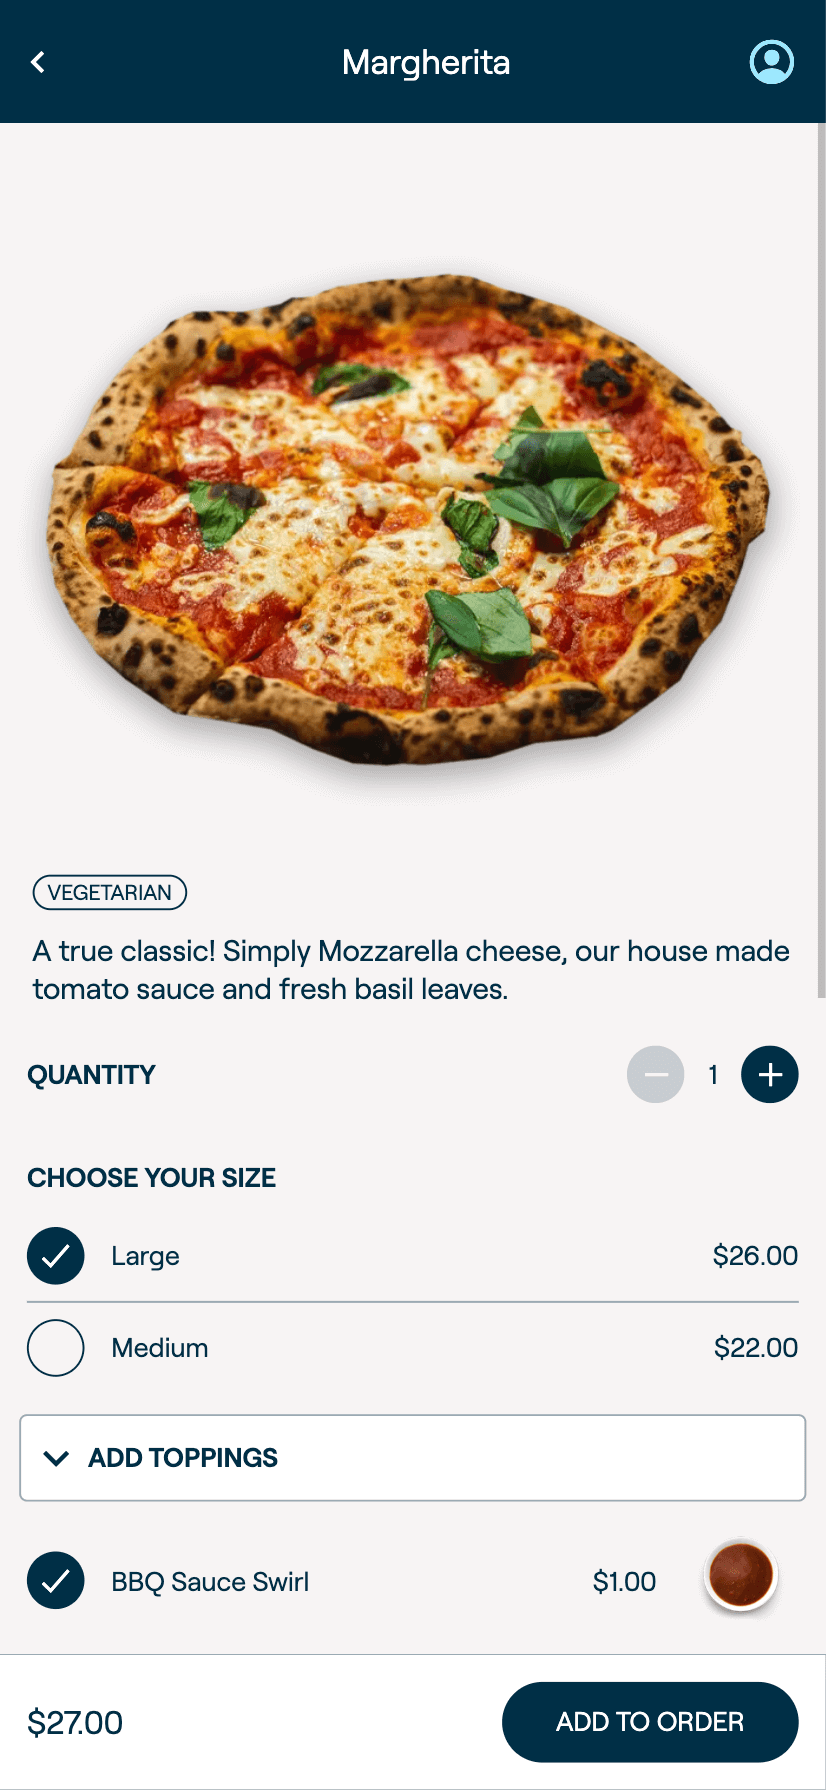 Margherita
VEGETARIAN
A true classic! Simply Mozzarella cheese, our house made
tomato sauce and fresh basil leaves.
QUANTITY 1
CHOOSE YOUR SIZE
Large $26.00
Medium $22.00
ADD TOPPINGS
BBQ Sauce Swirl $1.00
$27.00 ADD TO ORDER